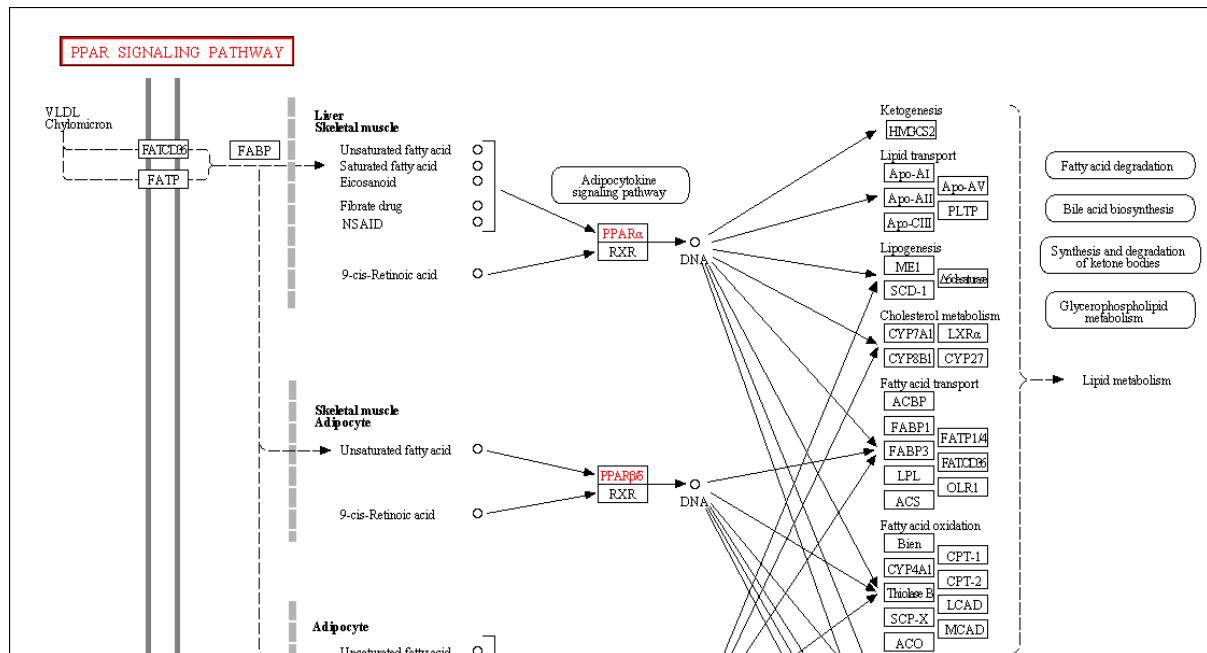 PPAR SIGNALING PATHWAY
VLDL
Chylomicron
FATCD36
FATP
FABP
Liver
Skeletal muscle
Unsaturated fatty acid
Saturated fatty acid
Eicosanoid
Fibrate drug
NSAID
9-cis-Retinoic acid
Adipocytokine
signaling pathway
PPARα
RXR
DNA
Skeletal muscle
Adipocyte
Unsaturated fatty acid
9-cis-Retinoic acid
PPARβ/δ
RXR
DNA
Adipocyte
Unsaturated fatty acid
Ketogenesis
HMGCS2
Lipid transport
Apo-AI
Apo-AII
Apo-CIII
Apo-AV
PLTP
Lipogenesis
ME1
SCD-1
Δ6desaturase
Cholesterol metabolism
CYP7A1
LXRα
CYP8B1
CYP27
Fatty acid transport
ACBP
FABP1
FABP3
LPL
ACS
FATP1/4
FATCD36
OLR1
Fatty acid oxidation
Bien
CYP4A1
Thiolase B
SCP-X
ACO
CPT-1
CPT-2
LCAD
MCAD
Fatty acid degradation
Bile acid biosynthesis
Synthesis and degradation
of ketone bodies
Glycerophospholipid
metabolism
Lipid metabolism